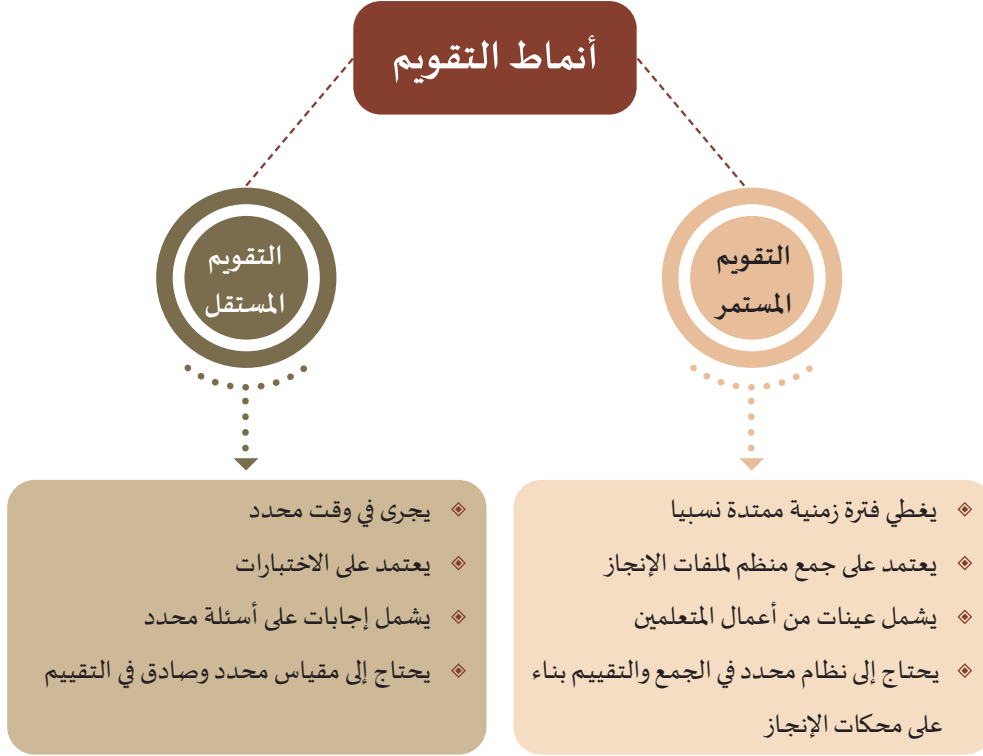 أنماط التقويم
التقويم
المستمر
يغطي فترة زمنية ممتدة نسبيا
يعتمد على جمع منظم لملفات الإنجاز
يشمل عينات من أعمال المتعلمين
يحتاج إلى نظام محدد في الجمع والتقييم بناء
على محكات الإنجاز
التقويم
المستقل
يجرى في وقت محدد
يعتمد على الاختبارات
يشمل إجابات على أسئلة محدد
يحتاج إلى مقياس محدد وصادق في التقييم